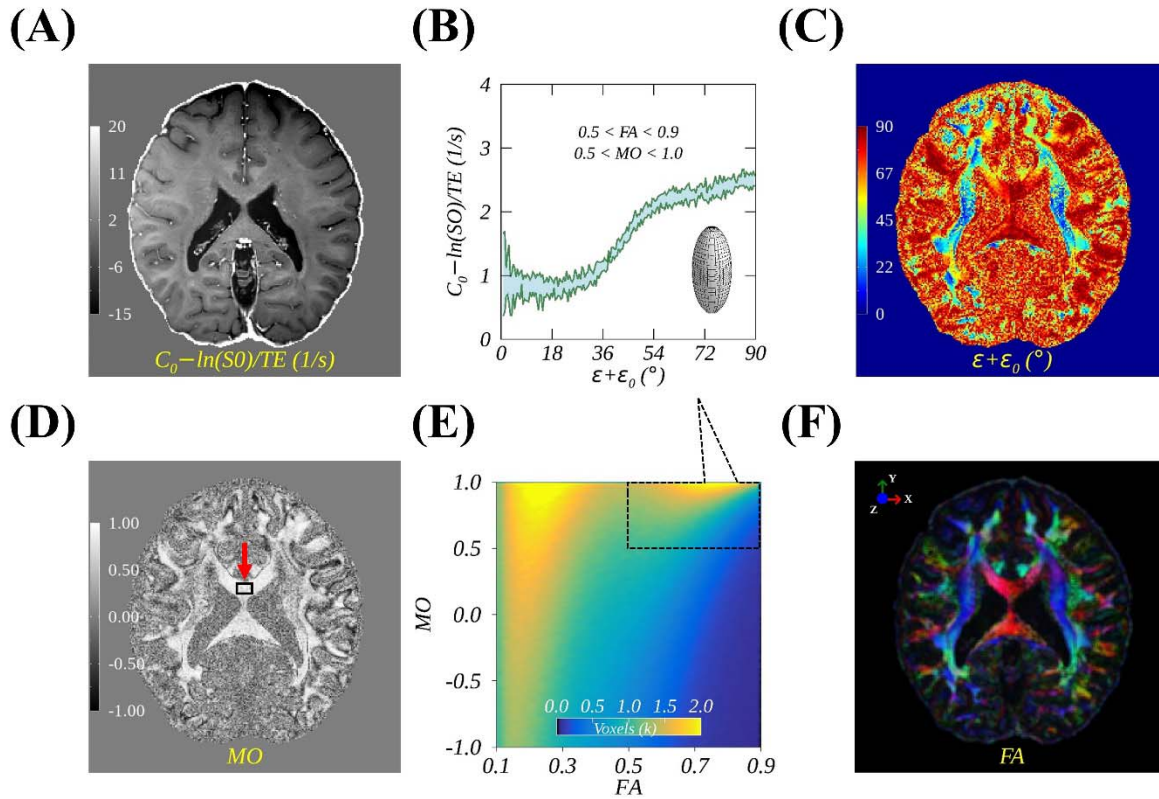 (A)
20
11
2
-6
-15
C₀−ln(S0)/TE (1/s)
(B)
4
3
2
1
0
C₀−ln(SO)/TE (1/s)
0.5 < FA < 0.9
0.5 < MO < 1.0
0 18 36 54 72 90
ε+ε₀ (°)
(C)
90
67
45
22
0
ε+ε₀ (°)
(D)
1.00
0.50
0.00
-0.50
-1.00
MO
(E)
1.0
0.5
0.0
-0.5
-1.0
MO
0.0 0.5 1.0 1.5 2.0
Voxels (k)
0.1 0.3 0.5 0.7 0.9
FA
(F)
Y
X
Z
FA